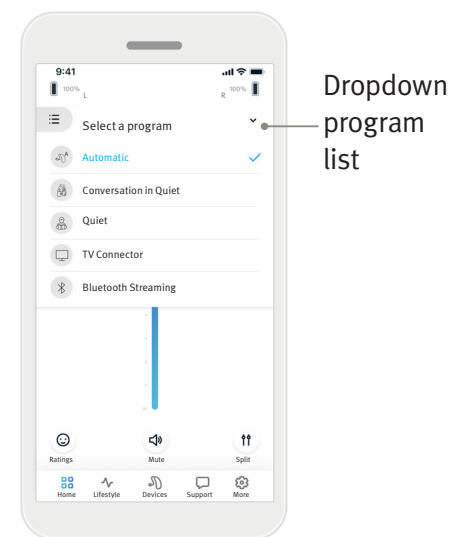 9:41
100% L
R 100%
Select a program
Automatic
Conversation in Quiet
Quiet
TV Connector
Bluetooth Streaming
Ratings
Mute
Split
Home
Lifestyle
Devices
Support
More
Dropdown
program
list